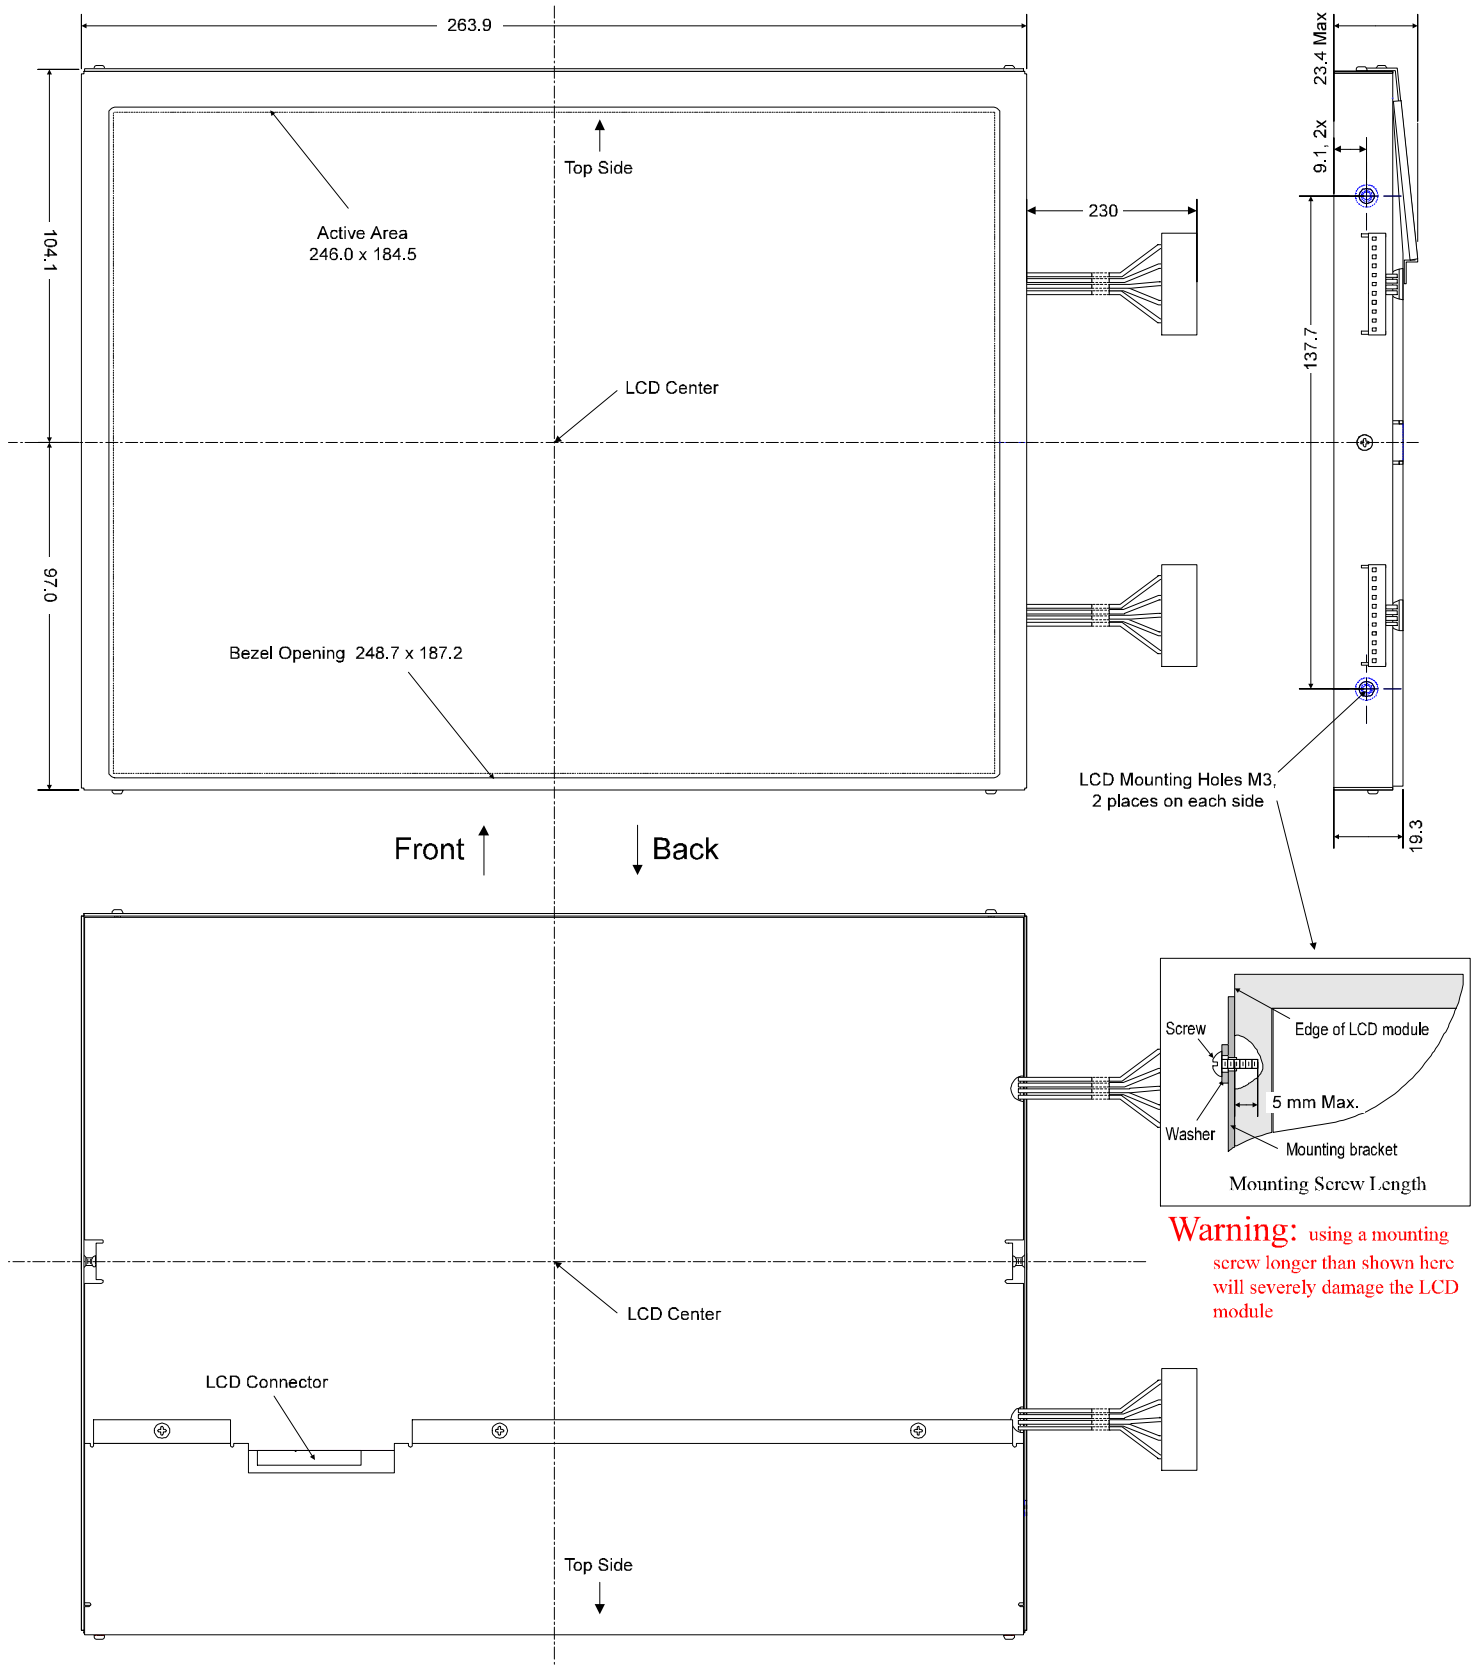 263.9
23.4 Max
9.1, 2x
Top Side
230
Active Area
246.0 x 184.5
104.1
137.7
LCD Center
97.0
Bezel Opening 248.7 x 187.2
LCD Mounting Holes M3,
2 places on each side
19.3
Front
Back
Screw
Edge of LCD module
5 mm Max.
Washer
Mounting bracket
Mounting Screw Length
Warning: using a mounting
screw longer than shown here
will severely damage the LCD
module
LCD Center
LCD Connector
Top Side